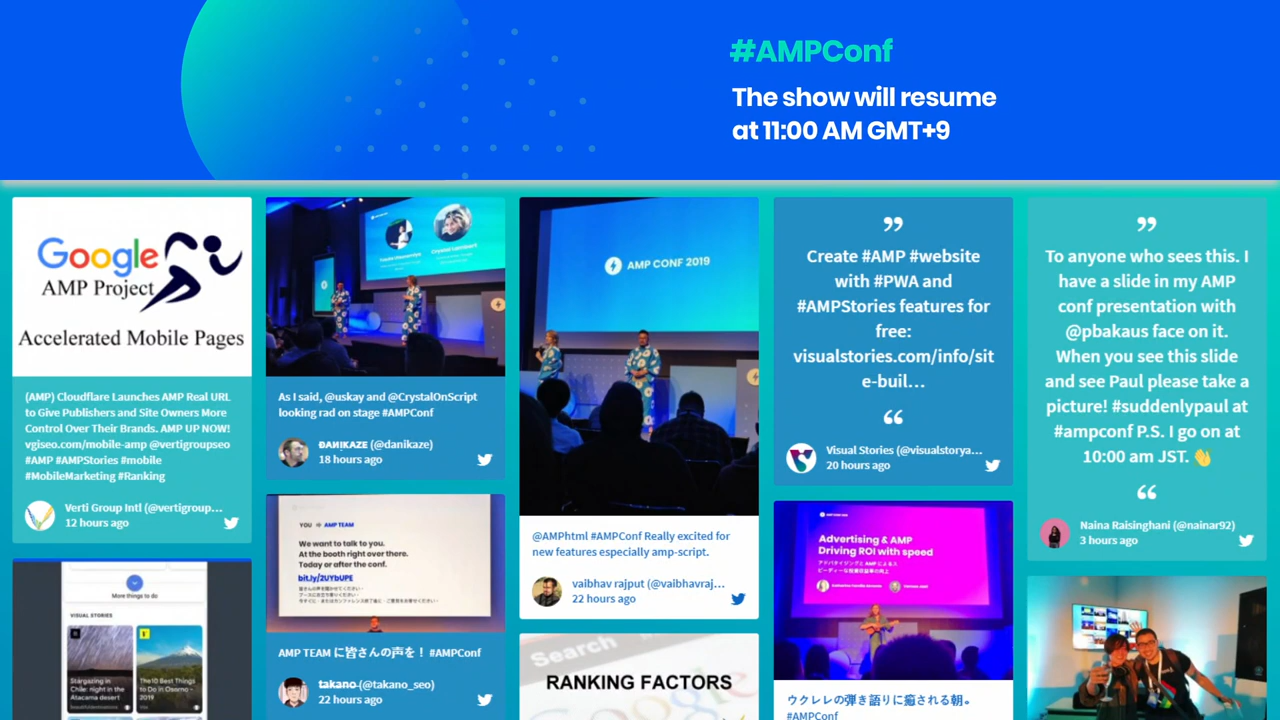 #AMPConf
The show will resume
at 11:00 AM GMT+9
Google
AMP Project
Accelerated Mobile Pages
(AMP) Cloudflare Launches AMP Real URL
to Give Publishers and Site Owners More
Control Over Their Brands. AMP UP NOW!
vgiseo.com/mobile-amp @vertigroupseo
#AMP #AMPStories #mobile
#MobileMarketing #Ranking
Verti Group Intl (@vertigroup...
12 hours ago
More things to do
VISUAL STORIES
Stargazing in
Chile: night in the
Atacama desert
The 10 Best Things
to Do in Osorno -
2019
As I said, @uskay and @CrystalOnScript
looking rad on stage #AMPConf
ĐΛNIKΛZE (@danikaze)
18 hours ago
YOU → AMP TEAM
We want to talk to you.
At the booth right over there.
Today or after the conf.
bit.ly/2UYbUPE
AMP TEAM に皆さんの声を！ #AMPConf
takano (@takano_seo)
22 hours ago
AMP CONF 2019
@AMPhtml #AMPConf Really excited for
new features especially amp-script.
vaibhav rajput (@vaibhavraj...
22 hours ago
Search
RANKING FACTORS
”
Create #AMP #website
with #PWA and
#AMPStories features for
free:
visualstories.com/info/sit
e-buil…
“
Visual Stories (@visualstorya...
20 hours ago
Advertising & AMP
Driving ROI with speed
ウクレレの弾き語りに癒される朝。
#AMPConf
”
To anyone who sees this. I
have a slide in my AMP
conf presentation with
@pbakaus face on it.
When you see this slide
and see Paul please take a
picture! #suddenlypaul at
#ampconf P.S. I go on at
10:00 am JST. 👋
“
Naina Raisinghani (@nainar92)
3 hours ago